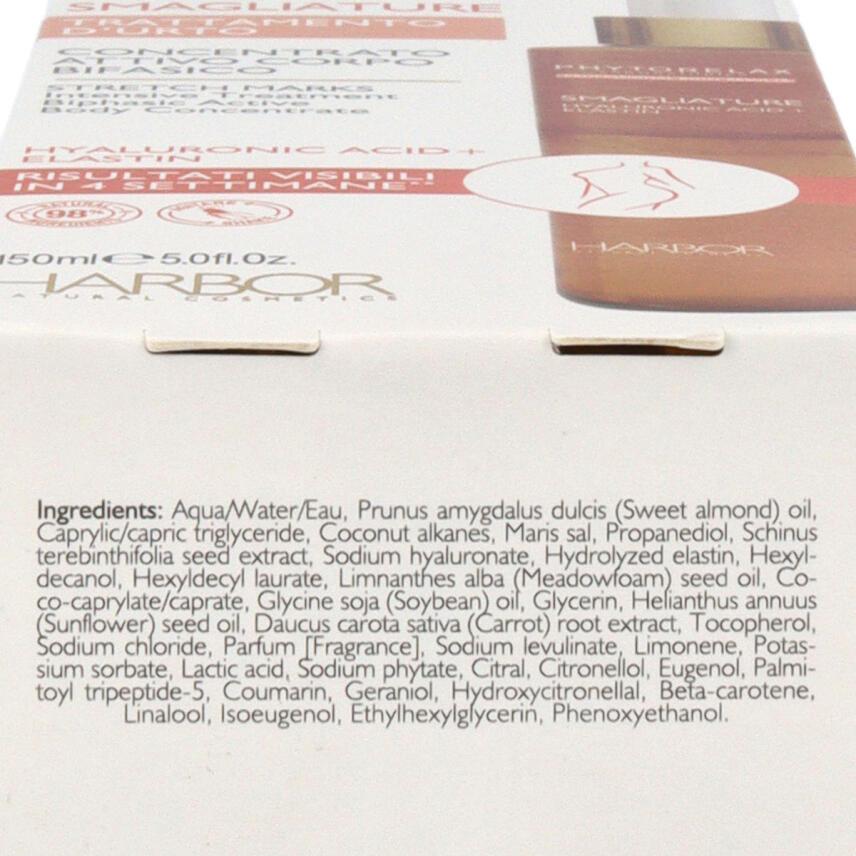 SMAGLIATURE
TRATTAMENTO
D'URTO
CONCENTRATO
ATTIVO CORPO
BIFASICO
STRETCH MARKS
Intensive Treatment
Biphasic Active
Body Concentrate
HYALURONIC ACID+
ELASTIN
RISULTATI VISIBILI
IN 4 SETTIMANE**
98%
150ml ℮ 5.0fl.Oz.
HARBOR
NATURAL COSMETICS
PHYTORELAX
SMAGLIATURE
HYALURONIC ACID+
ELASTIN
HARBOR
Ingredients: Aqua/Water/Eau, Prunus amygdalus dulcis (Sweet almond) oil,
Caprylic/capric triglyceride, Coconut alkanes, Maris sal, Propanediol, Schinus
terebinthifolia seed extract, Sodium hyaluronate, Hydrolyzed elastin, Hexyl-
decanol, Hexyldecyl laurate, Limnanthes alba (Meadowfoam) seed oil, Co-
co-caprylate/caprate, Glycine soja (Soybean) oil, Glycerin, Helianthus annuus
(Sunflower) seed oil, Daucus carota sativa (Carrot) root extract, Tocopherol,
Sodium chloride, Parfum [Fragrance], Sodium levulinate, Limonene, Potas-
sium sorbate, Lactic acid, Sodium phytate, Citral, Citronellol, Eugenol, Palmi-
toyl tripeptide-5, Coumarin, Geraniol, Hydroxycitronellal, Beta-carotene,
Linalool, Isoeugenol, Ethylhexylglycerin, Phenoxyethanol.